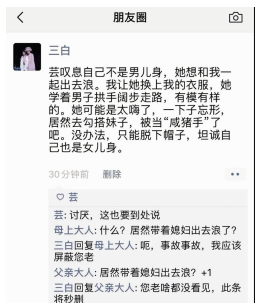 朋友圈
三白
芸叹息自己不是男儿身，她想和我一
起出去浪。我让她换上我的衣服，她
学着男子拱手阔步走路，有模有样
的。她可能是太嗨了，一下子忘形，
居然去勾搭妹子，被当“咸猪手”了
吧。没办法，只能脱下帽子，坦诚自
己也是女儿身。
30分钟前 删除
芸
芸: 讨厌，这也要到处说
母上大人: 什么？居然带着媳妇出去浪了？
三白回复母上大人: 呃，事故事故，我应该
屏蔽您老
父亲大人: 居然带着媳妇出去浪？+1
三白回复父亲大人: 您老啥都没看见，此条
将秒删